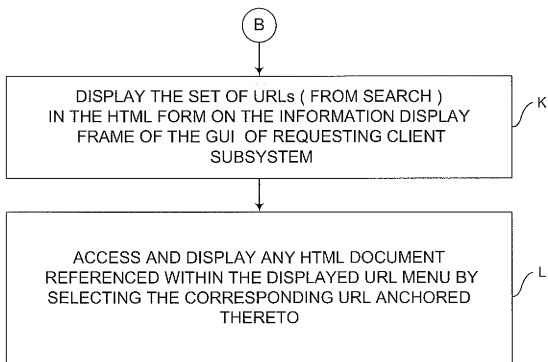 B
DISPLAY THE SET OF URLs ( FROM SEARCH )
IN THE HTML FORM ON THE INFORMATION DISPLAY
FRAME OF THE GUI OF REQUESTING CLIENT
SUBSYSTEM
K
ACCESS AND DISPLAY ANY HTML DOCUMENT
REFERENCED WITHIN THE DISPLAYED URL MENU BY
SELECTING THE CORRESPONDING URL ANCHORED
THERETO
L